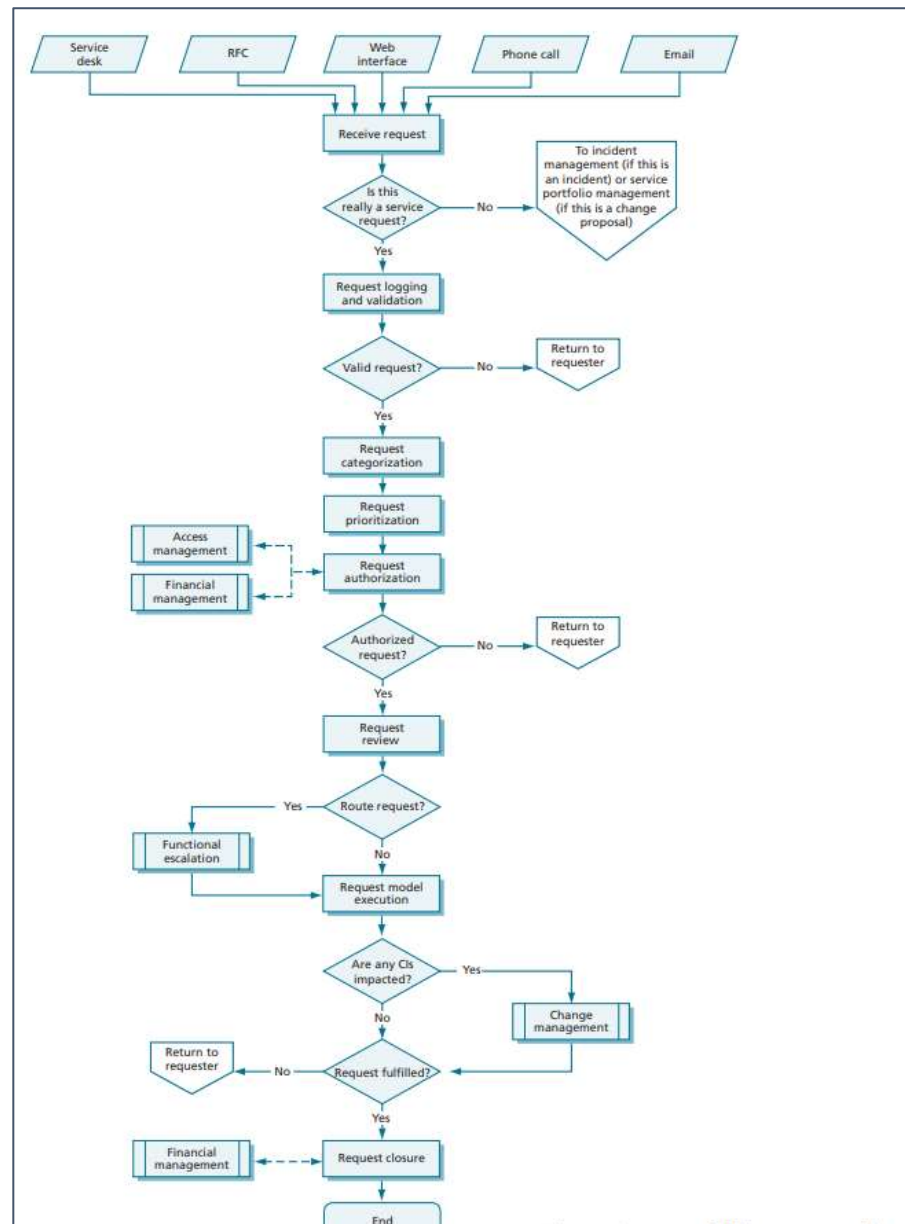 Service
desk
RFC
Web
interface
Phone call
Email
Receive request
To incident
management (if this is
an incident) or service
portfolio management
(if this is a change
proposal)
Is this
really a service
request?
No
Yes
Request logging
and validation
Valid request?
No
Return to
requester
Yes
Request
categorization
Request
prioritization
Access
management
Financial
management
Request
authorization
Authorized
request?
No
Return to
requester
Yes
Request
review
Route request?
Yes
No
Functional
escalation
Request model
execution
Are any CIs
impacted?
Yes
No
Change
management
Return to
requester
No
Request fulfilled?
Yes
Financial
management
Request closure
End